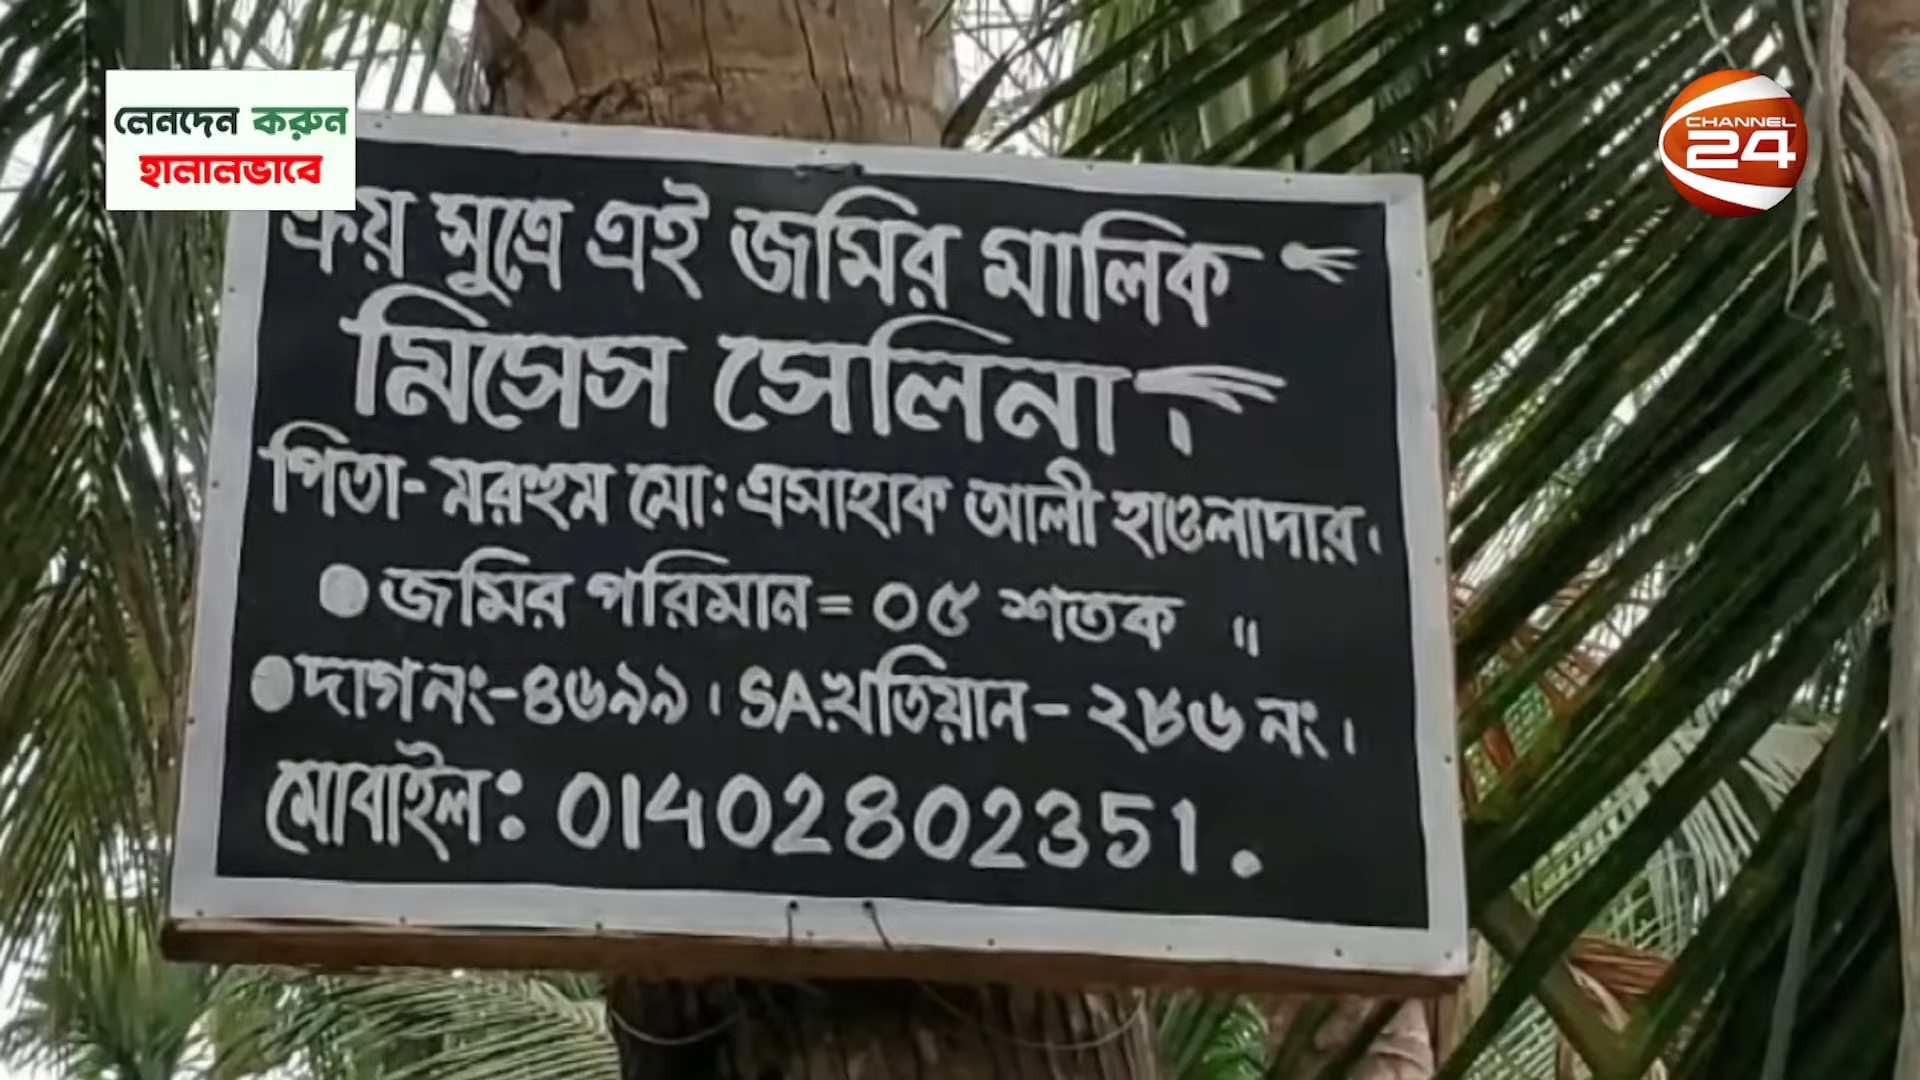 লেনদেন করুন
হালালভাবে
CHANNEL
24
ক্রয় সুত্রে এই জমির মালিক
মিসেস সেলিনা।
পিতা- মরহুম মো: এসাহাক আলী হাওলাদার।
জমির পরিমান = ০৫ শতক ॥
দাগ নং-৪৬৯৯। SA খতিয়ান - ২৮৬ নং।
মোবাইল: 01402802351.